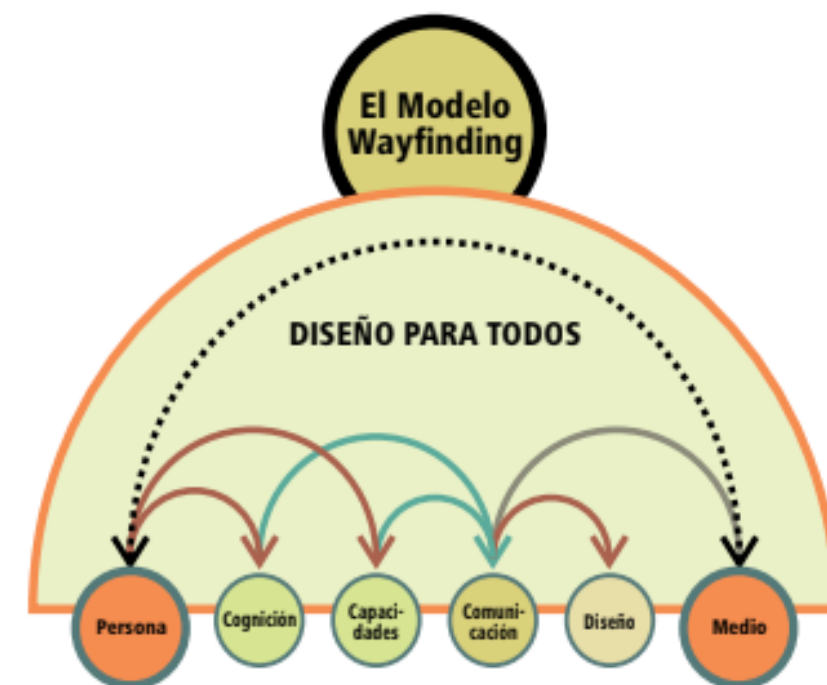 El Modelo
Wayfinding
DISEÑO PARA TODOS
Persona
Cognición
Capaci-
dades
Comuni-
cación
Diseño
Medio